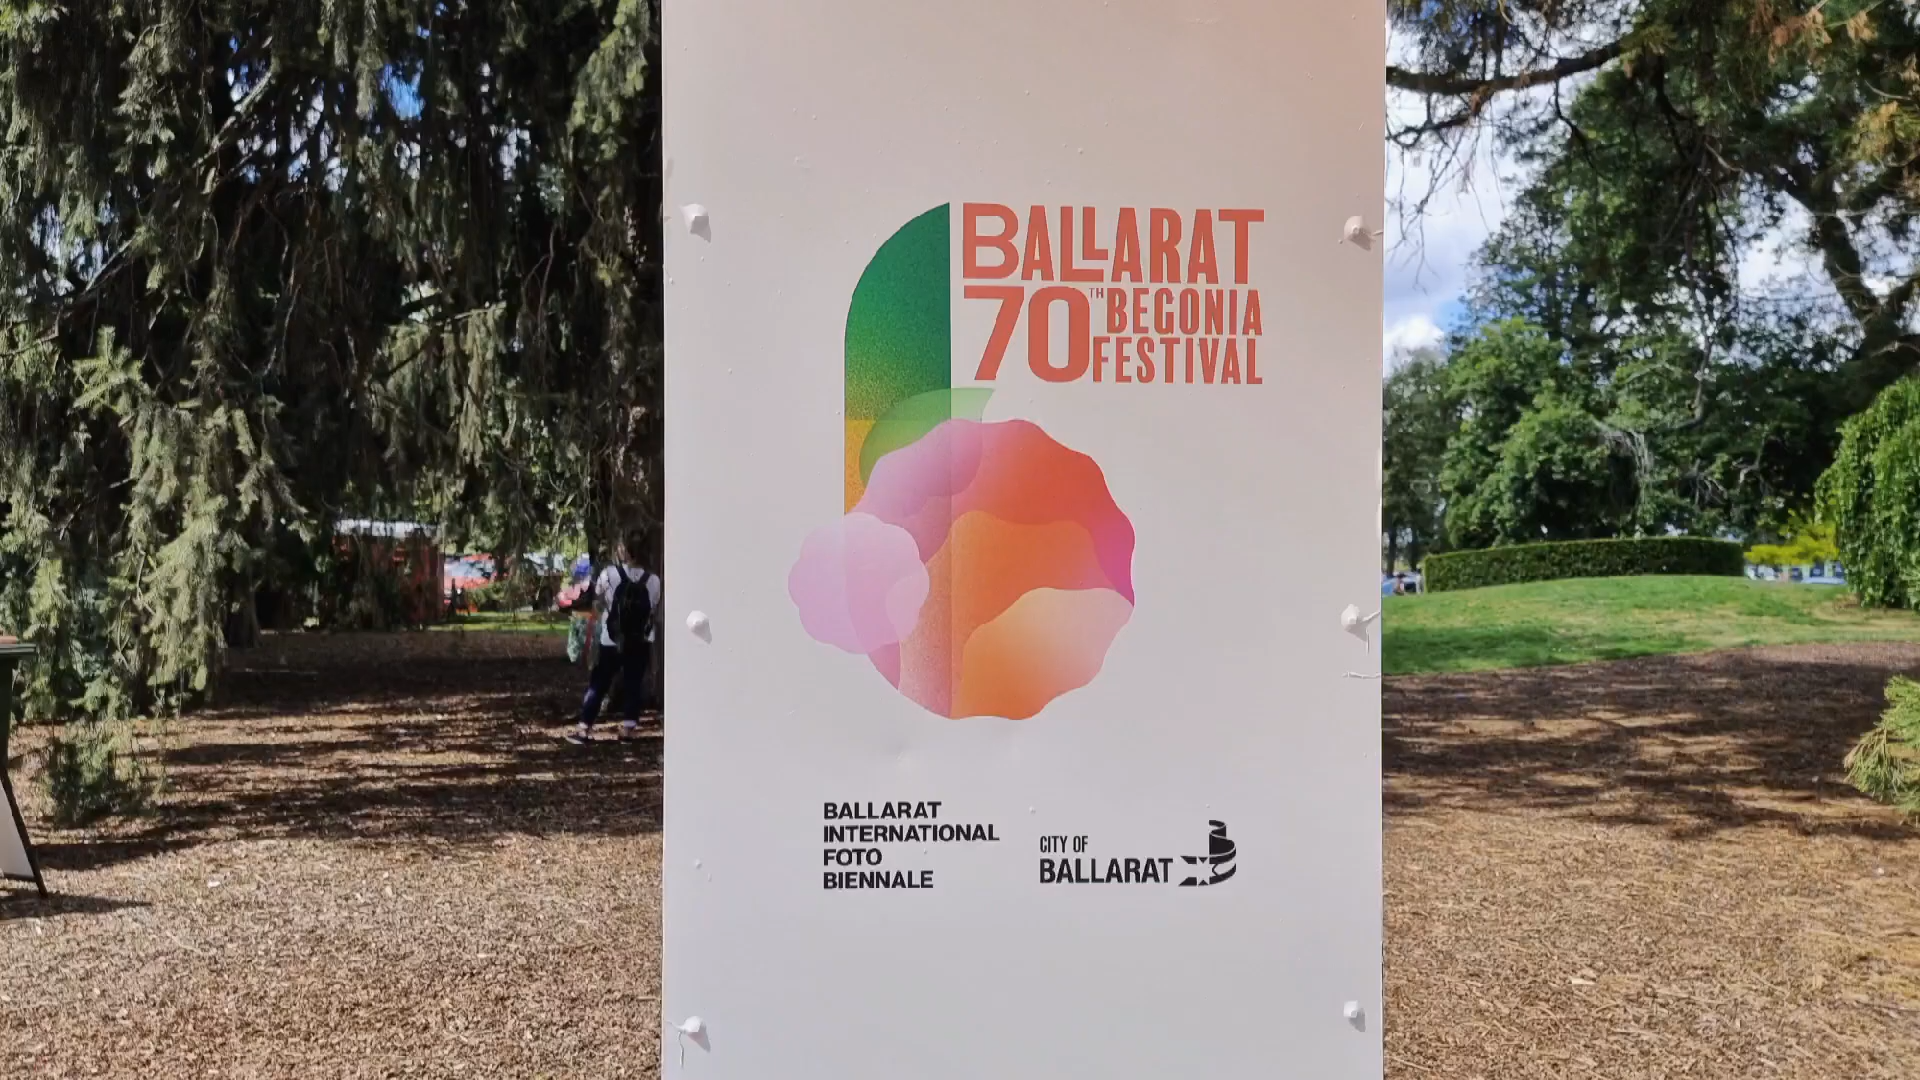 BALLARAT
70TH BEGONIA
FESTIVAL
BALLARAT
INTERNATIONAL
FOTO
BIENNALE
CITY OF
BALLARAT